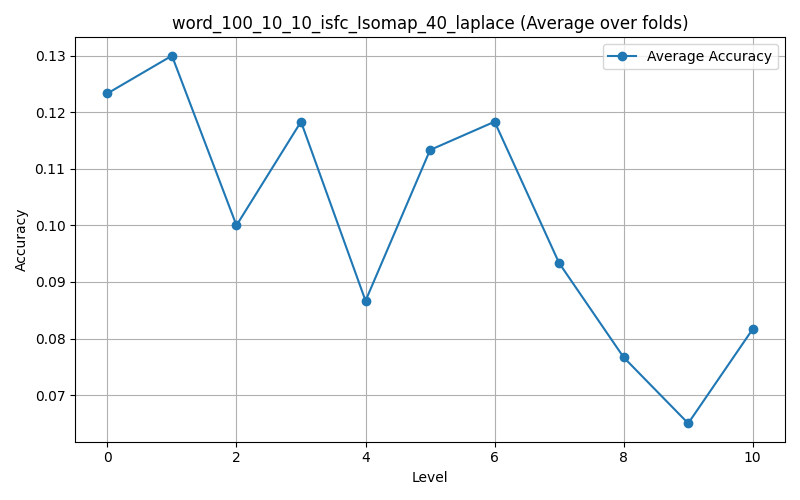 word_100_10_10_isfc_Isomap_40_laplace (Average over folds)
Average Accuracy
Accuracy
0.13
0.12
0.11
0.10
0.09
0.08
0.07
0 2 4 6 8 10
Level